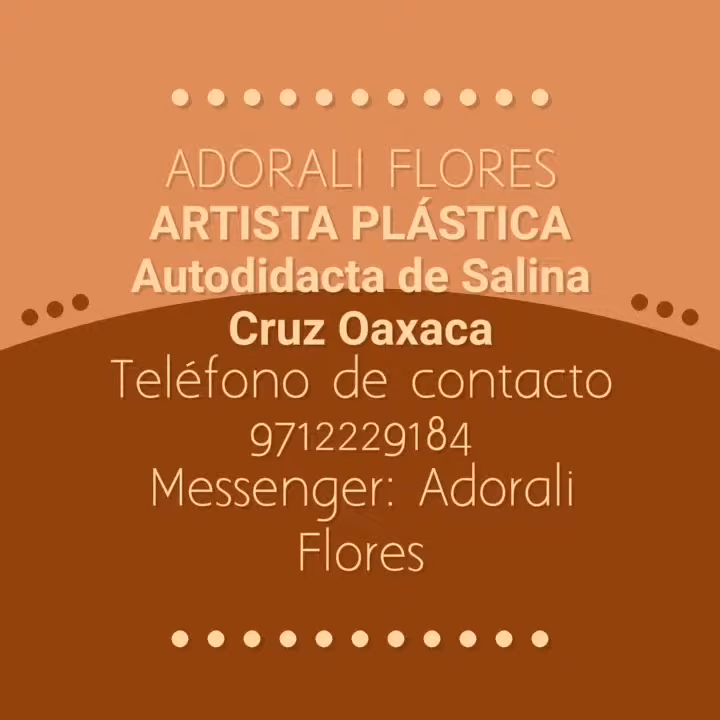 ADORALI FLORES
ARTISTA PLÁSTICA
Autodidacta de Salina
Cruz Oaxaca
Teléfono de contacto
9712229184
Messenger: Adorali
Flores